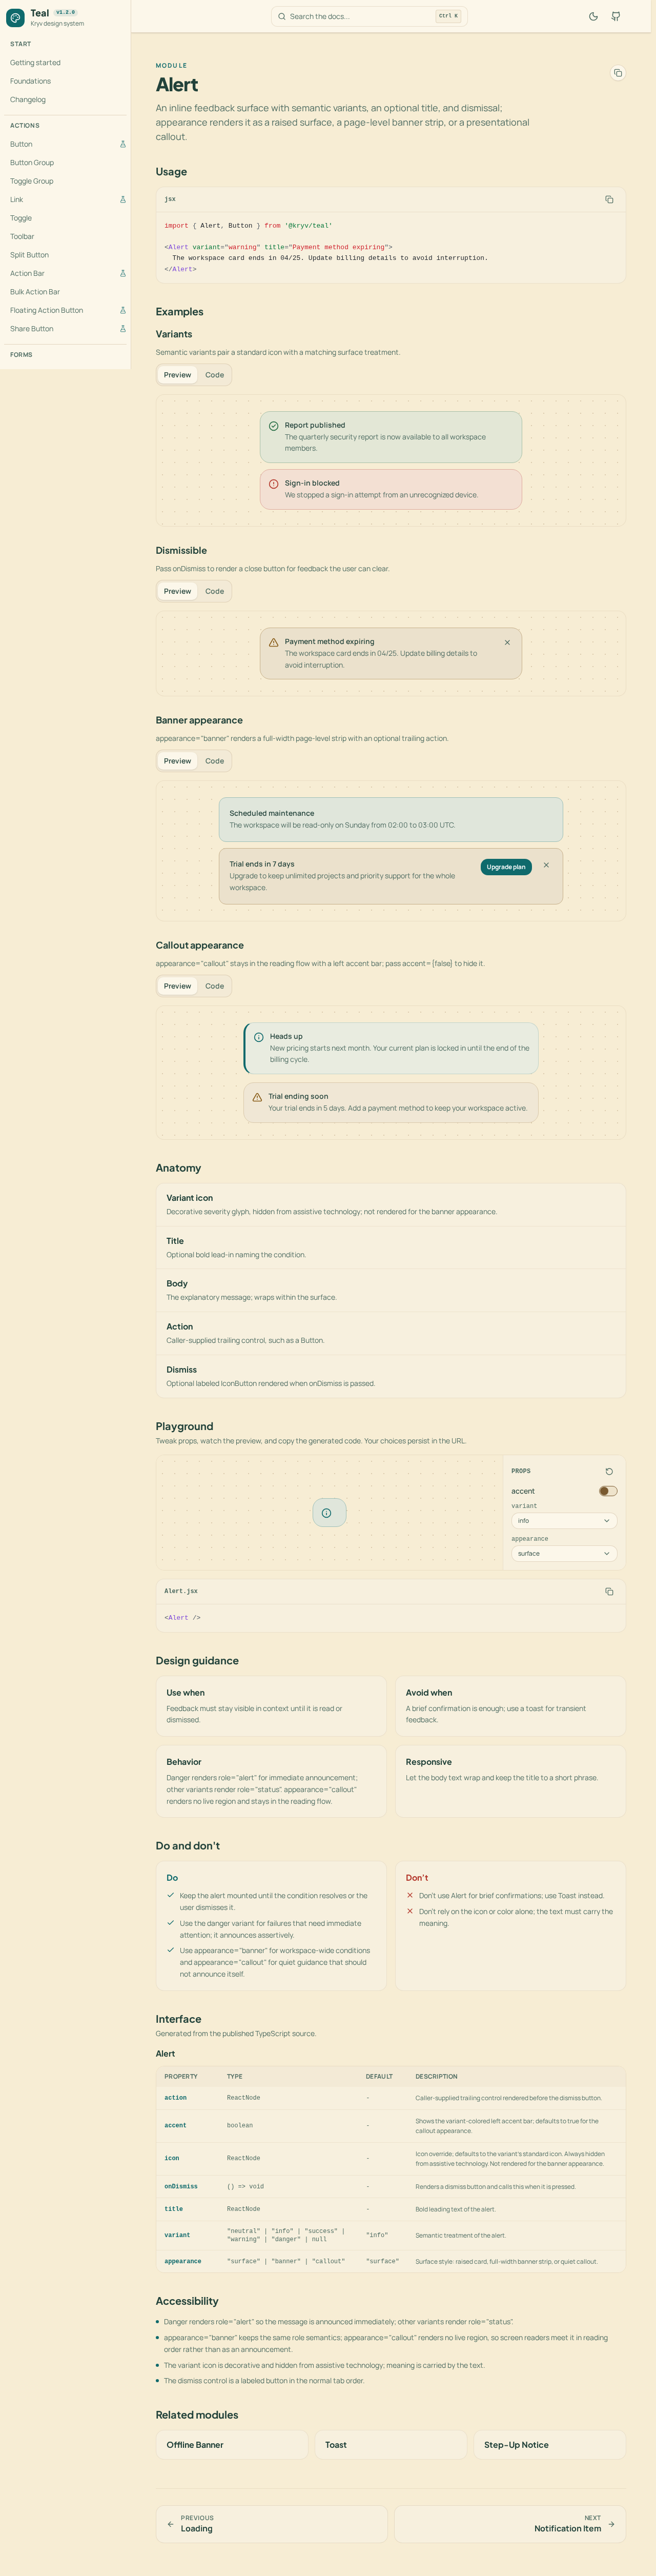 Teal v1.2.0
Kryv design system
START
Getting started
Foundations
Changelog
ACTIONS
Button
Button Group
Toggle Group
Link
Toggle
Toolbar
Split Button
Action Bar
Bulk Action Bar
Floating Action Button
Share Button
FORMS
Search the docs... Ctrl K
MODULE
Alert
An inline feedback surface with semantic variants, an optional title, and dismissal;
appearance renders it as a raised surface, a page-level banner strip, or a presentational
callout.
Usage
jsx
import { Alert, Button } from '@kryv/teal'
<Alert variant="warning" title="Payment method expiring">
The workspace card ends in 04/25. Update billing details to avoid interruption.
</Alert>
Examples
Variants
Semantic variants pair a standard icon with a matching surface treatment.
Preview Code
Report published
The quarterly security report is now available to all workspace
members.
Sign-in blocked
We stopped a sign-in attempt from an unrecognized device.
Dismissible
Pass onDismiss to render a close button for feedback the user can clear.
Preview Code
Payment method expiring
The workspace card ends in 04/25. Update billing details to
avoid interruption.
Banner appearance
appearance="banner" renders a full-width page-level strip with an optional trailing action.
Preview Code
Scheduled maintenance
The workspace will be read-only on Sunday from 02:00 to 03:00 UTC.
Trial ends in 7 days
Upgrade to keep unlimited projects and priority support for the whole
workspace.
Upgrade plan
Callout appearance
appearance="callout" stays in the reading flow with a left accent bar; pass accent={false} to hide it.
Preview Code
Heads up
New pricing starts next month. Your current plan is locked in until the end of the
billing cycle.
Trial ending soon
Your trial ends in 5 days. Add a payment method to keep your workspace active.
Anatomy
Variant icon
Decorative severity glyph, hidden from assistive technology; not rendered for the banner appearance.
Title
Optional bold lead-in naming the condition.
Body
The explanatory message; wraps within the surface.
Action
Caller-supplied trailing control, such as a Button.
Dismiss
Optional labeled IconButton rendered when onDismiss is passed.
Playground
Tweak props, watch the preview, and copy the generated code. Your choices persist in the URL.
PROPS
accent
variant
info
appearance
surface
Alert.jsx
<Alert />
Design guidance
Use when
Feedback must stay visible in context until it is read or
dismissed.
Avoid when
A brief confirmation is enough; use a toast for transient
feedback.
Behavior
Danger renders role="alert" for immediate announcement;
other variants render role="status". appearance="callout"
renders no live region and stays in the reading flow.
Responsive
Let the body text wrap and keep the title to a short phrase.
Do and don't
Do
Keep the alert mounted until the condition resolves or the
user dismisses it.
Use the danger variant for failures that need immediate
attention; it announces assertively.
Use appearance="banner" for workspace-wide conditions
and appearance="callout" for quiet guidance that should
not announce itself.
Don't
Don't use Alert for brief confirmations; use Toast instead.
Don't rely on the icon or color alone; the text must carry the
meaning.
Interface
Generated from the published TypeScript source.
Alert
PROPERTY TYPE DEFAULT DESCRIPTION
action ReactNode - Caller-supplied trailing control rendered before the dismiss button.
accent boolean - Shows the variant-colored left accent bar; defaults to true for the
callout appearance.
icon ReactNode - Icon override; defaults to the variant's standard icon. Always hidden
from assistive technology. Not rendered for the banner appearance.
onDismiss () => void - Renders a dismiss button and calls this when it is pressed.
title ReactNode - Bold leading text of the alert.
variant "neutral" | "info" | "success" |
"warning" | "danger" | null "info" Semantic treatment of the alert.
appearance "surface" | "banner" | "callout" "surface" Surface style: raised card, full-width banner strip, or quiet callout.
Accessibility
Danger renders role="alert" so the message is announced immediately; other variants render role="status".
appearance="banner" keeps the same role semantics; appearance="callout" renders no live region, so screen readers meet it in reading
order rather than as an announcement.
The variant icon is decorative and hidden from assistive technology; meaning is carried by the text.
The dismiss control is a labeled button in the normal tab order.
Related modules
Offline Banner
Toast
Step-Up Notice
PREVIOUS
Loading
NEXT
Notification Item